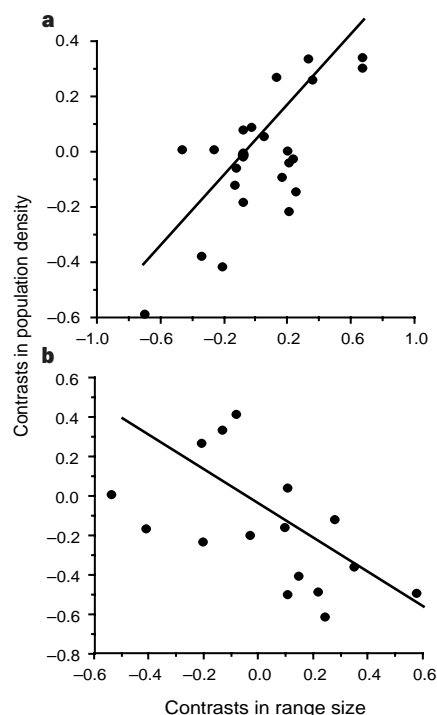 a
0.4
0.2
0.0
–0.2
–0.4
–0.6
–1.0 –0.6 –0.2 0.2 0.6 1.0
Contrasts in population density
b
0.6
0.4
0.2
0.0
–0.2
–0.4
–0.6
–0.8
–0.6 –0.4 –0.2 0.0 0.2 0.4 0.6
Contrasts in range size